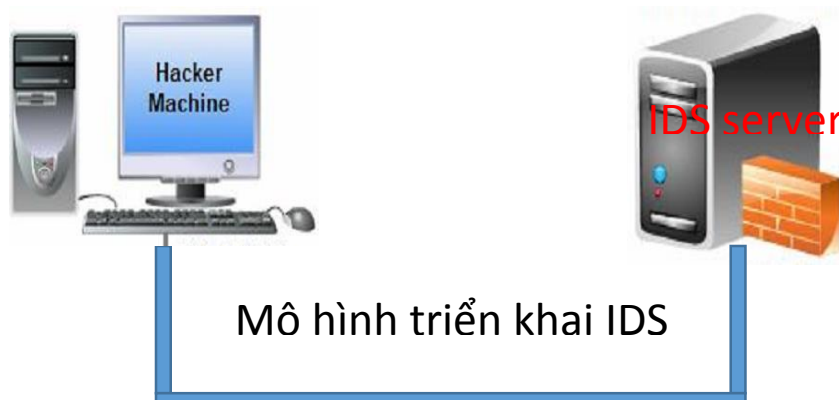 Hacker
Machine
IDS server
Mô hình triển khai IDS